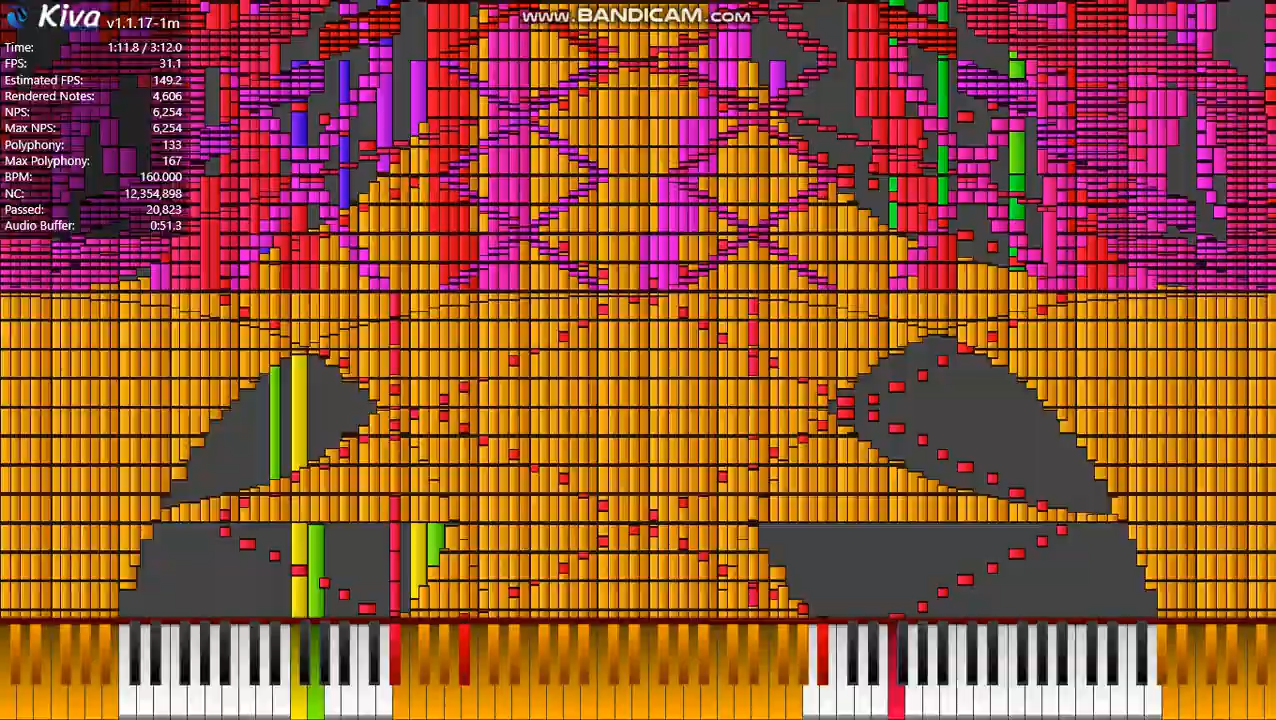 Kiva v1.1.17-1m
www.BANDICAM.com
Time: 1:11.8 / 3:12.0
FPS: 31.1
Estimated FPS: 149.2
Rendered Notes: 4,606
NPS: 6,254
Max NPS: 6,254
Polyphony: 133
Max Polyphony: 167
BPM: 160.000
NC: 12,354,898
Passed: 20,823
Audio Buffer: 0:51.3